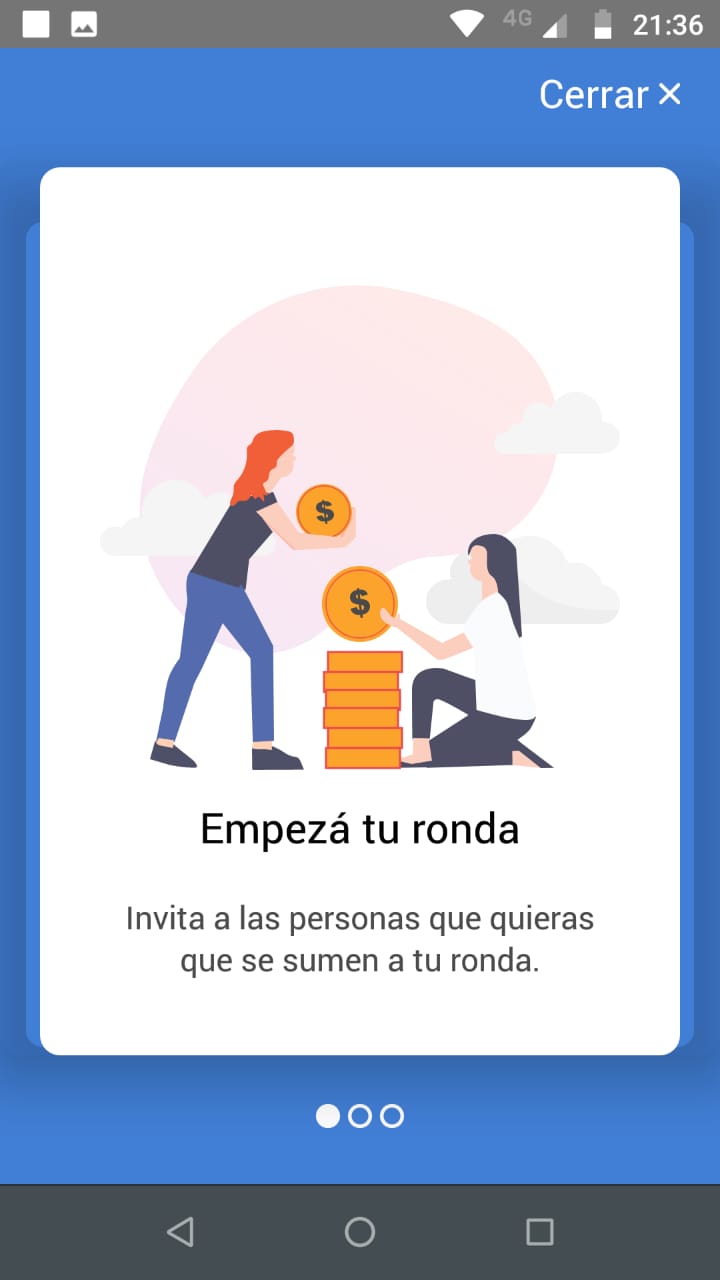 4G 21:36
Cerrar ×
$
$
Empezá tu ronda
Invita a las personas que quieras
que se sumen a tu ronda.